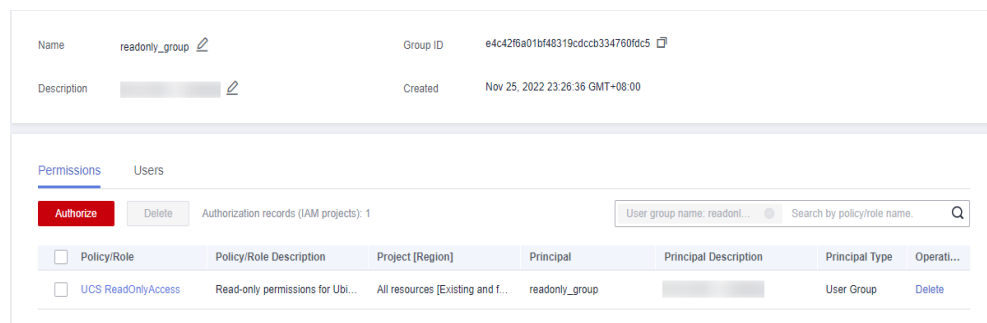 Name readonly_group Group ID e4c42f6a01bf48319cdccb334760fdc5
Description Created Nov 25, 2022 23:26:36 GMT+08:00
Permissions Users
Authorize Delete Authorization records (IAM projects): 1 User group name: readonl... Search by policy/role name.
Policy/Role Policy/Role Description Project [Region] Principal Principal Description Principal Type Operati...
UCS ReadOnlyAccess Read-only permissions for Ubi... All resources [Existing and f... readonly_group User Group Delete